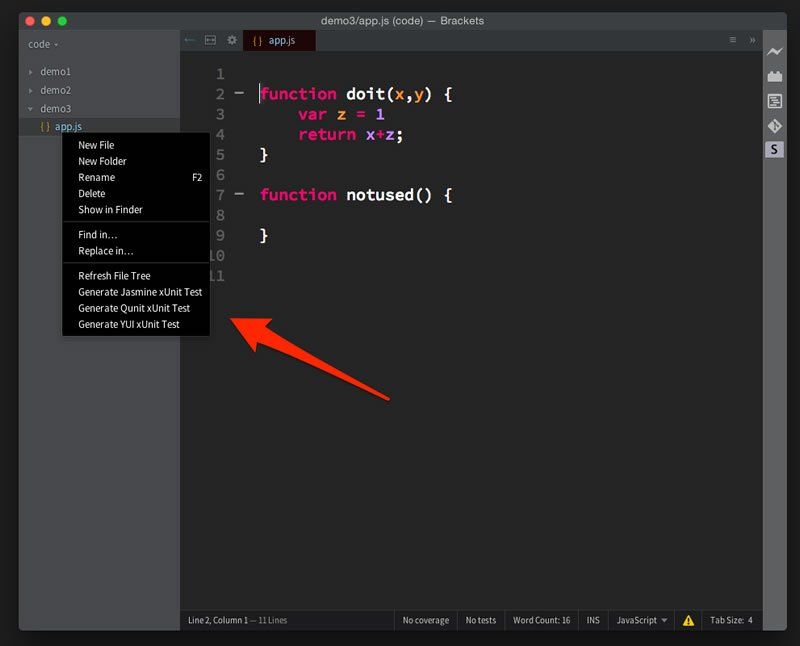 demo3/app.js (code) — Brackets
code
{} app.js
demo1
demo2
demo3
{} app.js
New File
New Folder
Rename F2
Delete
Show in Finder
Find in...
Replace in...
Refresh File Tree
Generate Jasmine xUnit Test
Generate Qunit xUnit Test
Generate YUI xUnit Test
1
2 function doit(x,y) {
3 var z = 1
4 return x+z;
5 }
6
7 function notused() {
8
9 }
10
11
S
Line 2, Column 1 — 11 Lines
No coverage
No tests
Word Count: 16
INS
JavaScript
Tab Size: 4